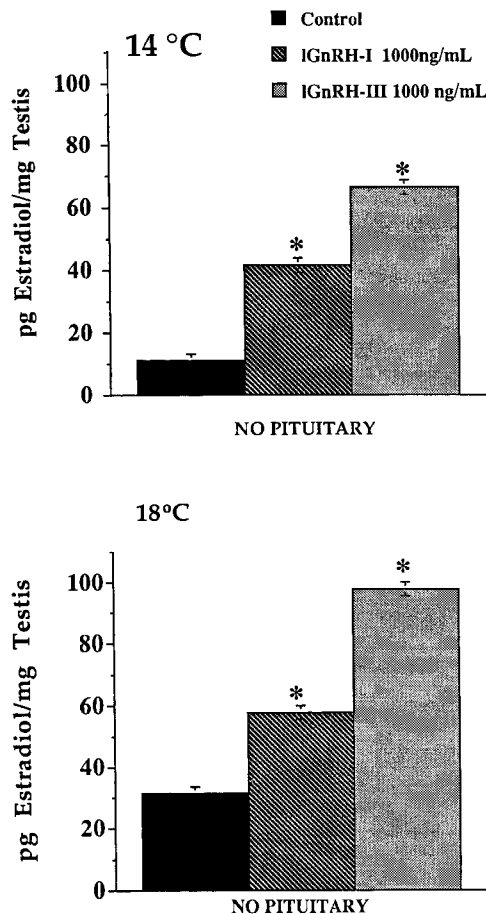 14 °C
Control
lGnRH-I 1000ng/mL
lGnRH-III 1000 ng/mL
pg Estradiol/mg Testis
100
80
60
40
20
0
*
*
NO PITUITARY
18°C
pg Estradiol/mg Testis
100
80
60
40
20
0
*
*
NO PITUITARY